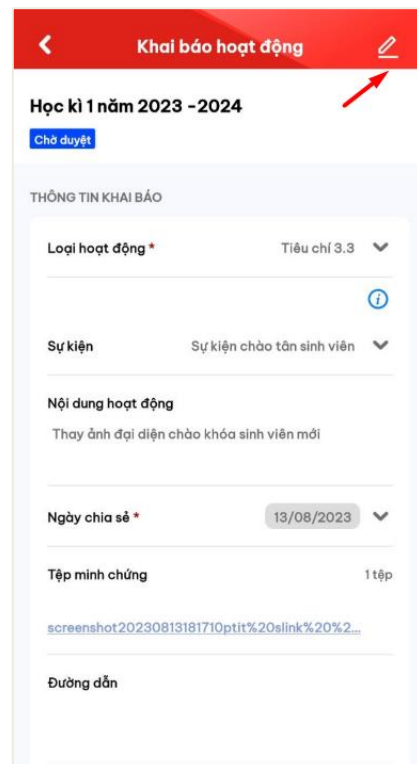 Khai báo hoạt động
Học kì 1 năm 2023 -2024
Chờ duyệt
THÔNG TIN KHAI BÁO
Loại hoạt động * Tiêu chí 3.3
i
Sự kiện Sự kiện chào tân sinh viên
Nội dung hoạt động
Thay ảnh đại diện chào khóa sinh viên mới
Ngày chia sẻ * 13/08/2023
Tệp minh chứng 1 tệp
screenshot20230813181710ptit%20slink%20%2...
Đường dẫn